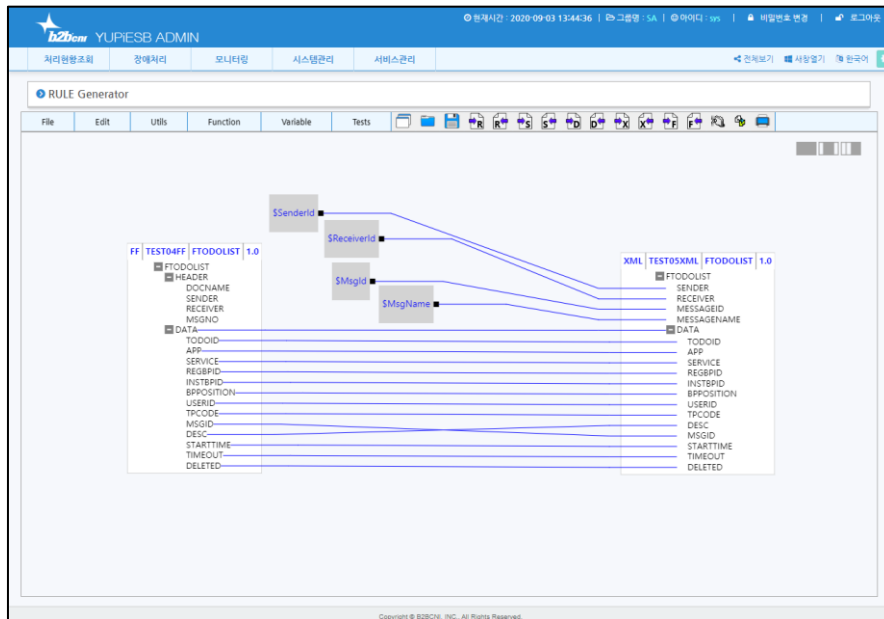 현재시간 : 2020-09-03 13:44:36 | 그룹명 : SA | 아이디 : sys | 비밀번호 변경 | 로그아웃
b2bcni YUPiESB ADMIN
처리현황조회 장애처리 모니터링 시스템관리 서비스관리 전체보기 새창열기 한국어
RULE Generator
File Edit Utils Function Variable Tests R R S S D D X X F F
$SenderId
$ReceiverId
FF TEST04FF FTODOLIST 1.0
XML TEST05XML FTODOLIST 1.0
FTODOLIST
HEADER
DOCNAME
SENDER
RECEIVER
MSGNO
DATA
TODOID
APP
SERVICE
REGBPID
INSTBPID
BPPOSITION
USERID
TPCODE
MSGID
DESC
STARTTIME
TIMEOUT
DELETED
$MsgId
$MsgName
FTODOLIST
SENDER
RECEIVER
MESSAGEID
MESSAGENAME
DATA
TODOID
APP
SERVICE
REGBPID
INSTBPID
BPPOSITION
USERID
TPCODE
DESC
MSGID
STARTTIME
TIMEOUT
DELETED
Copyright © B2BCNI, INC., All Rights Reserved.